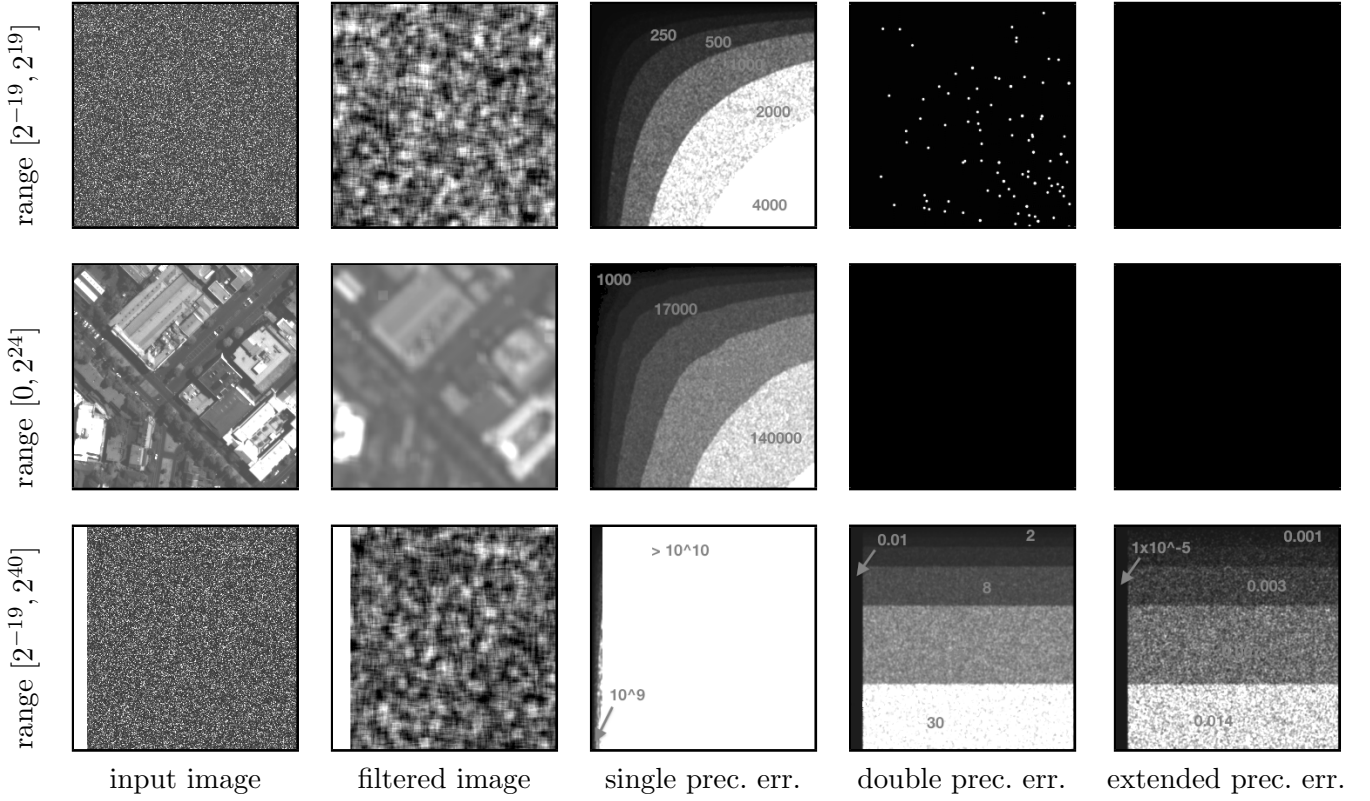 range [2^−19, 2^19]
250
500
1000
2000
4000
range [0, 2^24]
1000
17000
140000
range [2^−19, 2^40]
> 10^10
10^9
0.01
2
8
30
0.001
1x10^-5
0.003
0.014
input image
filtered image
single prec. err.
double prec. err.
extended prec. err.